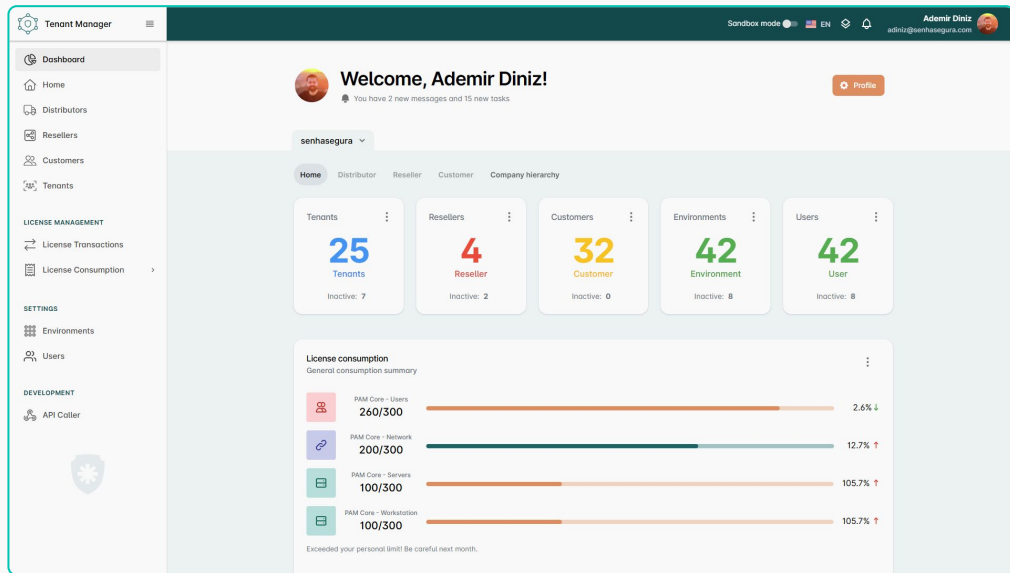 Tenant Manager
Sandbox mode
EN
Ademir Diniz
adiniz@senhasegura.com
Dashboard
Home
Distributors
Resellers
Customers
Tenants
LICENSE MANAGEMENT
License Transactions
License Consumption
SETTINGS
Environments
Users
DEVELOPMENT
API Caller
Welcome, Ademir Diniz!
You have 2 new messages and 15 new tasks
Profile
senhasegura
Home Distributor Reseller Customer Company hierarchy
Tenants
25
Tenants
Inactive: 7
Resellers
4
Reseller
Inactive: 2
Customers
32
Customer
Inactive: 0
Environments
42
Environment
Inactive: 8
Users
42
User
Inactive: 8
License consumption
General consumption summary
PAM Core - Users
260/300
2.6% ↓
PAM Core - Network
200/300
12.7% ↑
PAM Core - Servers
100/300
105.7% ↑
PAM Core - Workstation
100/300
105.7% ↑
Exceeded your personal limit! Be careful next month.